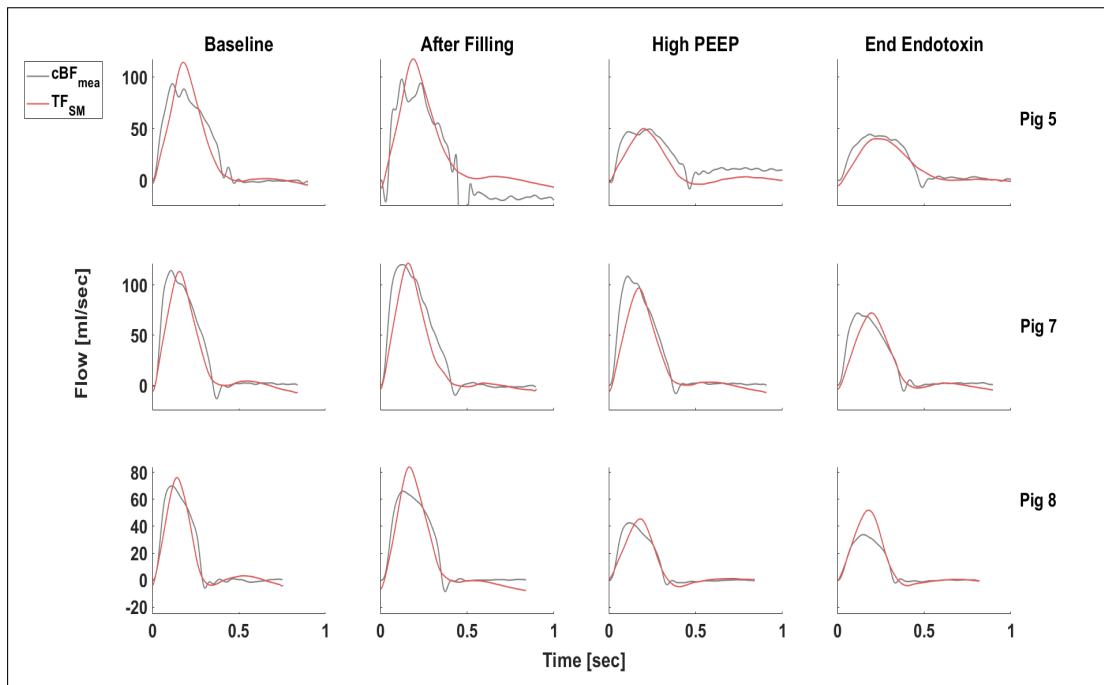 Baseline After Filling High PEEP End Endotoxin
cBF_mea
TF_SM
100
50
0
Pig 5
Flow [ml/sec]
100
50
0
Pig 7
80
60
40
20
0
-20
Pig 8
0 0.5 1 0 0.5 1 0 0.5 1 0 0.5 1
Time [sec]